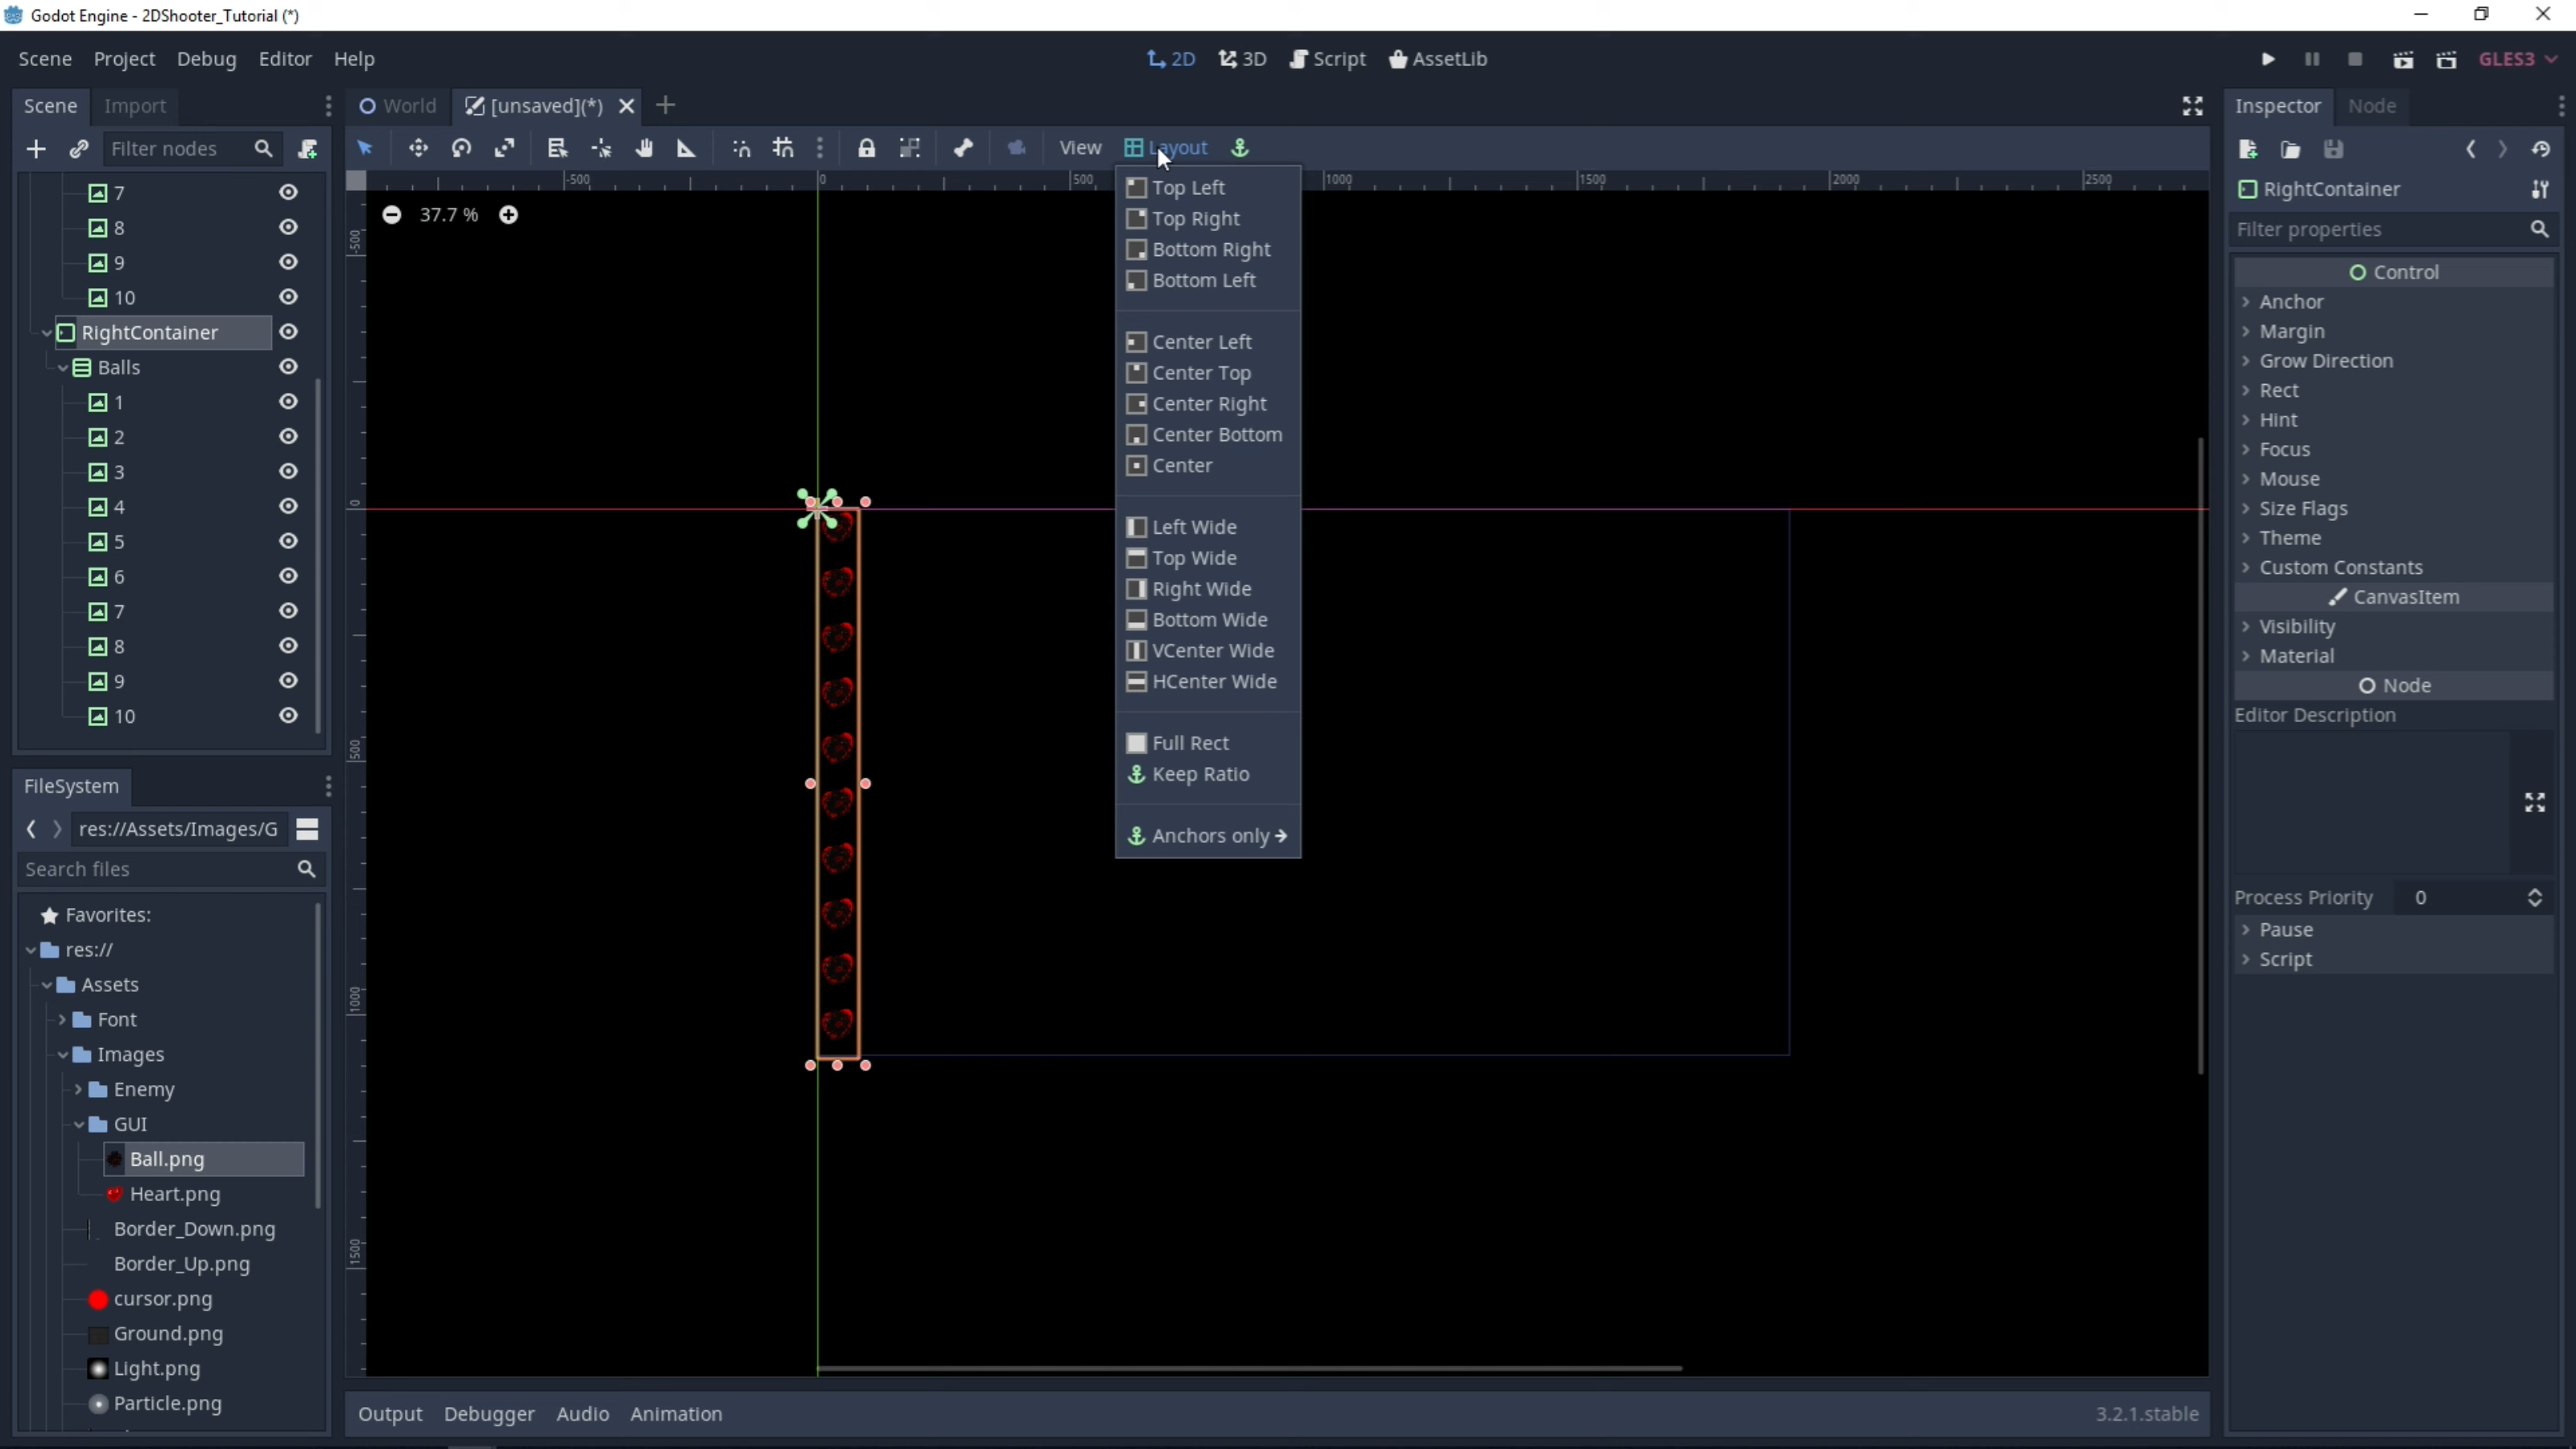 Godot Engine - 2DShooter_Tutorial (*)
Scene Project Debug Editor Help
2D 3D Script AssetLib
GLES3
Scene Import
World [unsaved](*)
Inspector Node
Filter nodes
View Layout
RightContainer
Filter properties
7
8
9
10
RightContainer
Balls
1
2
3
4
5
6
7
8
9
10
-500 0 500 1000 1500 2000 2500
37.7 %
-500
0
500
1000
1500
Top Left
Top Right
Bottom Right
Bottom Left
Center Left
Center Top
Center Right
Center Bottom
Center
Left Wide
Top Wide
Right Wide
Bottom Wide
VCenter Wide
HCenter Wide
Full Rect
Keep Ratio
Anchors only
Control
Anchor
Margin
Grow Direction
Rect
Hint
Focus
Mouse
Size Flags
Theme
Custom Constants
CanvasItem
Visibility
Material
Node
Editor Description
Process Priority 0
Pause
Script
FileSystem
res://Assets/Images/G
Search files
Favorites:
res://
Assets
Font
Images
Enemy
GUI
Ball.png
Heart.png
Border_Down.png
Border_Up.png
cursor.png
Ground.png
Light.png
Particle.png
Output Debugger Audio Animation
3.2.1.stable